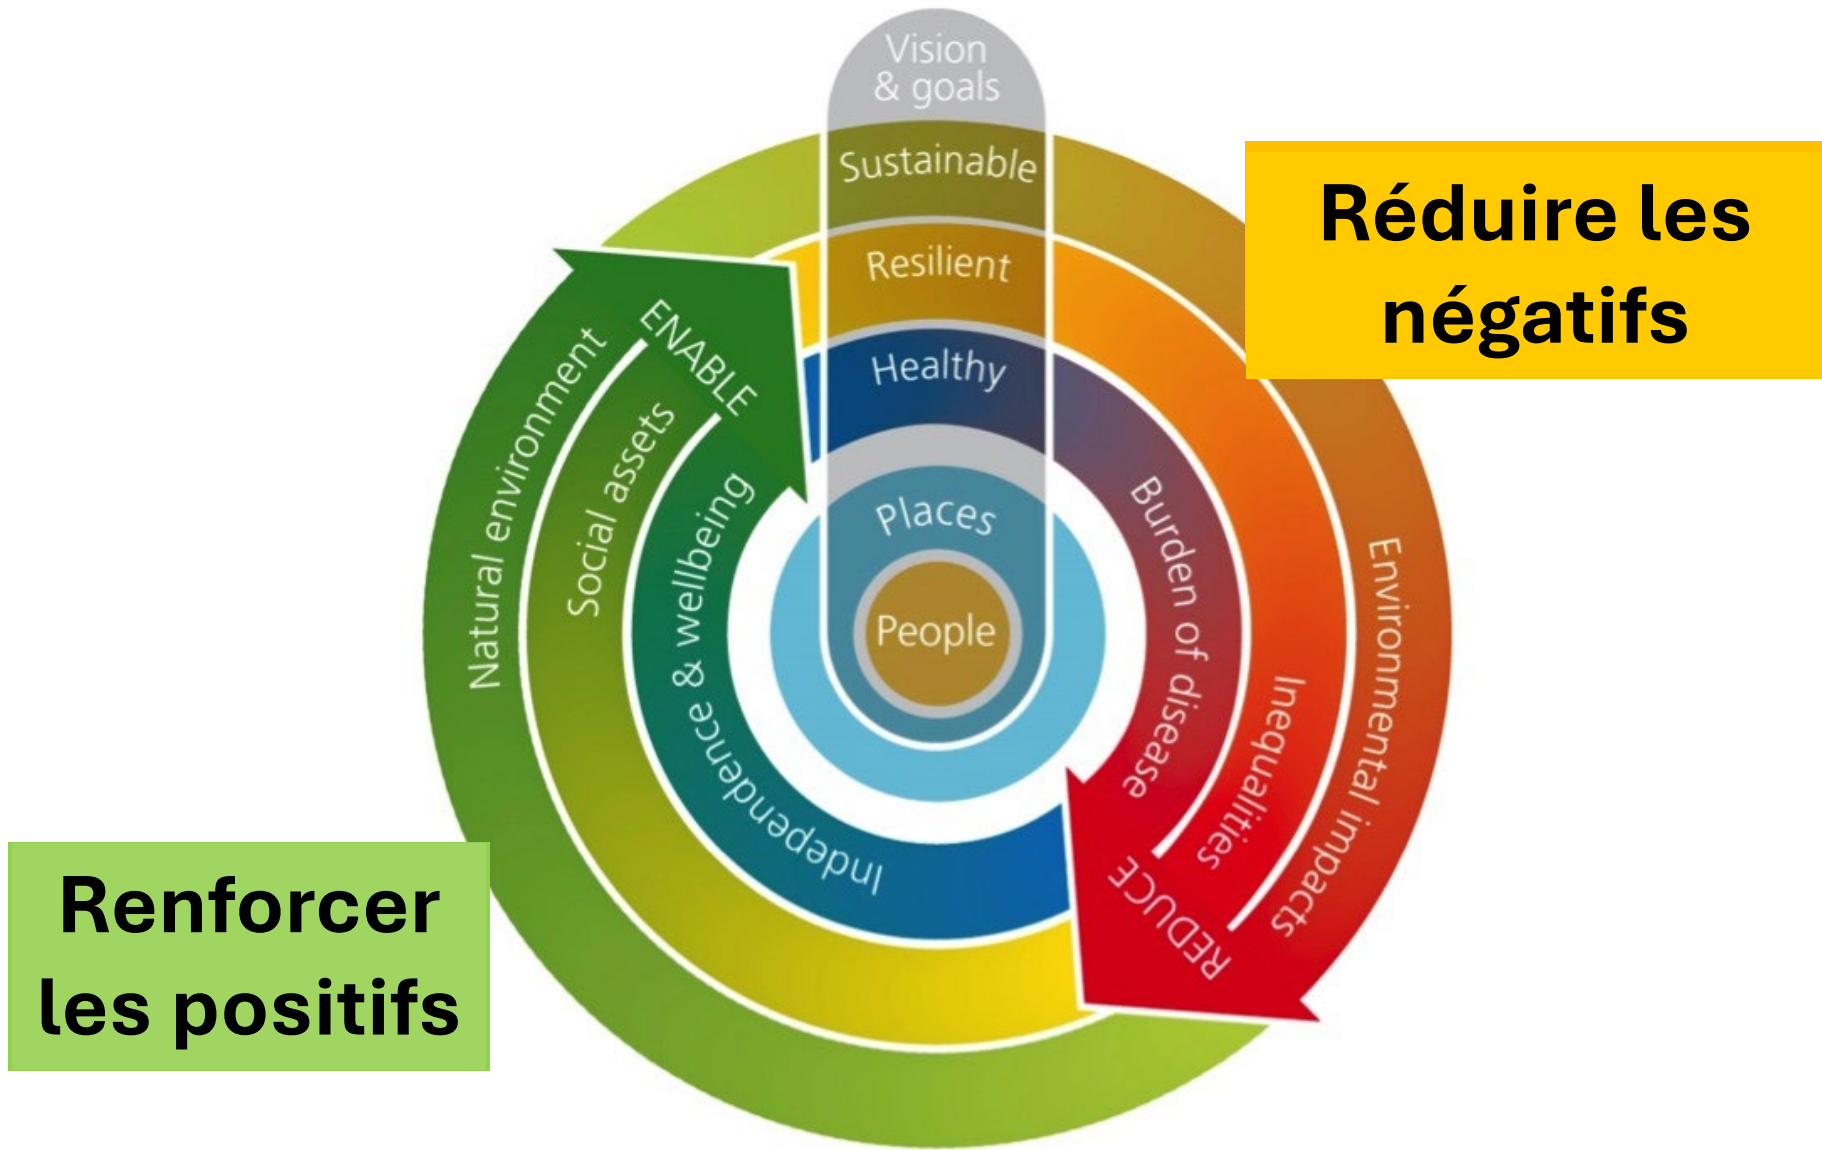 Vision
& goals
Sustainable
Resilient
Healthy
Places
People
Réduire les
négatifs
ENABLE
Natural environment
Social assets
Independence & wellbeing
Burden of disease
Inequalities
Environmental impacts
REDUCE
Renforcer
les positifs